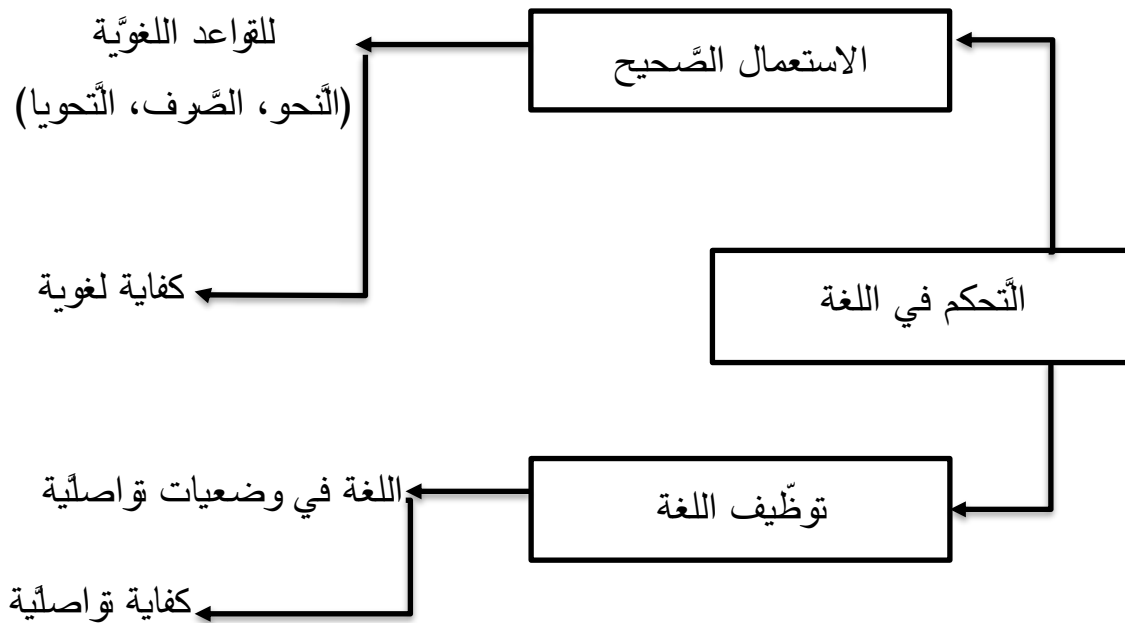 الاستعمال الصَّحيح
للقواعد اللغويَّة
(النَّحو، الصَّرف، التَّحويا)
كفاية لغوية
التَّحكم في اللغة
توظّيف اللغة
اللغة في وضعيات تواصليَّة
كفاية تواصليَّة